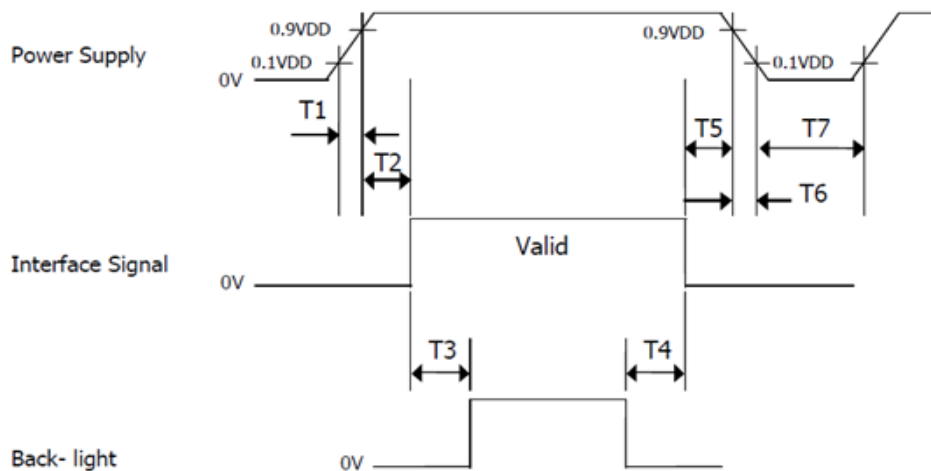 0.9VDD
0.9VDD
Power Supply
0.1VDD
0.1VDD
0V
T1
T5
T7
T2
T6
Valid
Interface Signal
0V
T3
T4
Back- light
0V